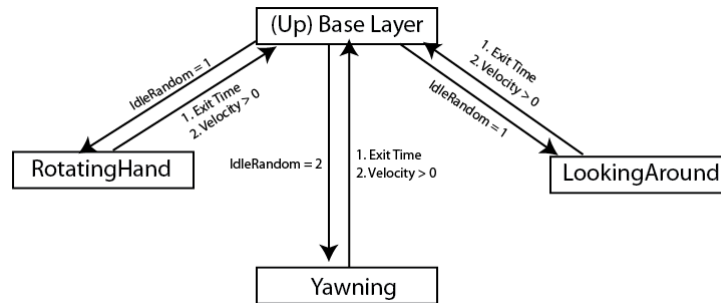 (Up) Base Layer
IdleRandom = 1
1. Exit Time
2. Velocity > 0
1. Exit Time
2. Velocity > 0
IdleRandom = 1
RotatingHand
IdleRandom = 2
1. Exit Time
2. Velocity > 0
LookingAround
Yawning